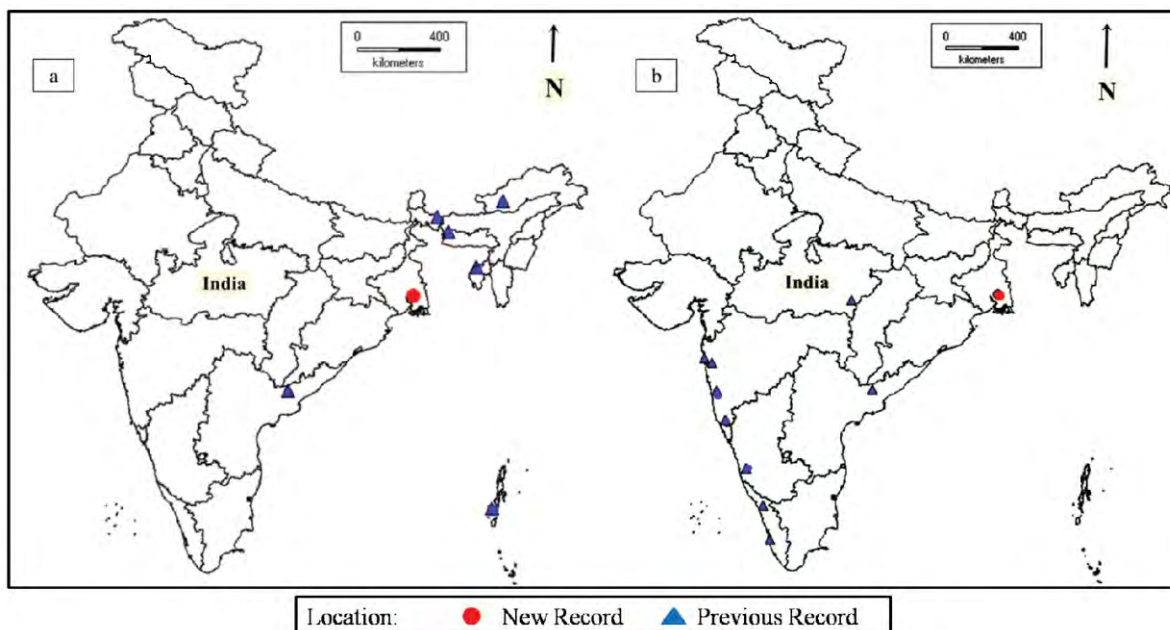 a
0 400
kilometers
N
India
b
0 400
kilometers
N
India
Location: New Record Previous Record